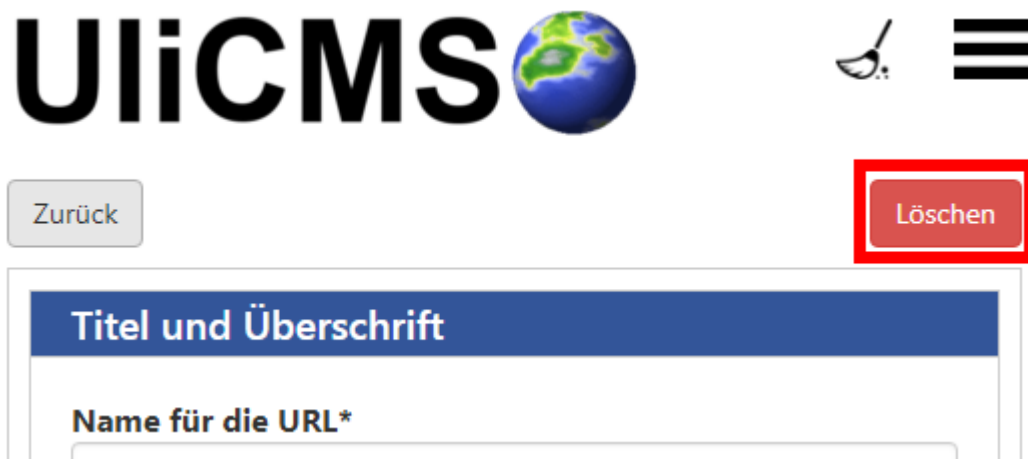 UliCMS
Zurück
Löschen
Titel und Überschrift
Name für die URL*